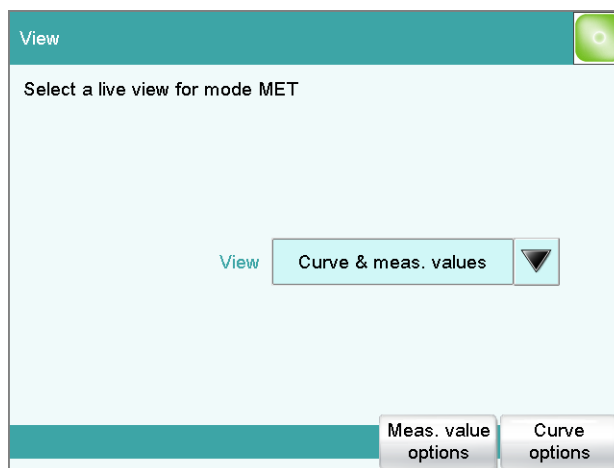 View
Select a live view for mode MET
View Curve & meas. values
Meas. value Curve
options options